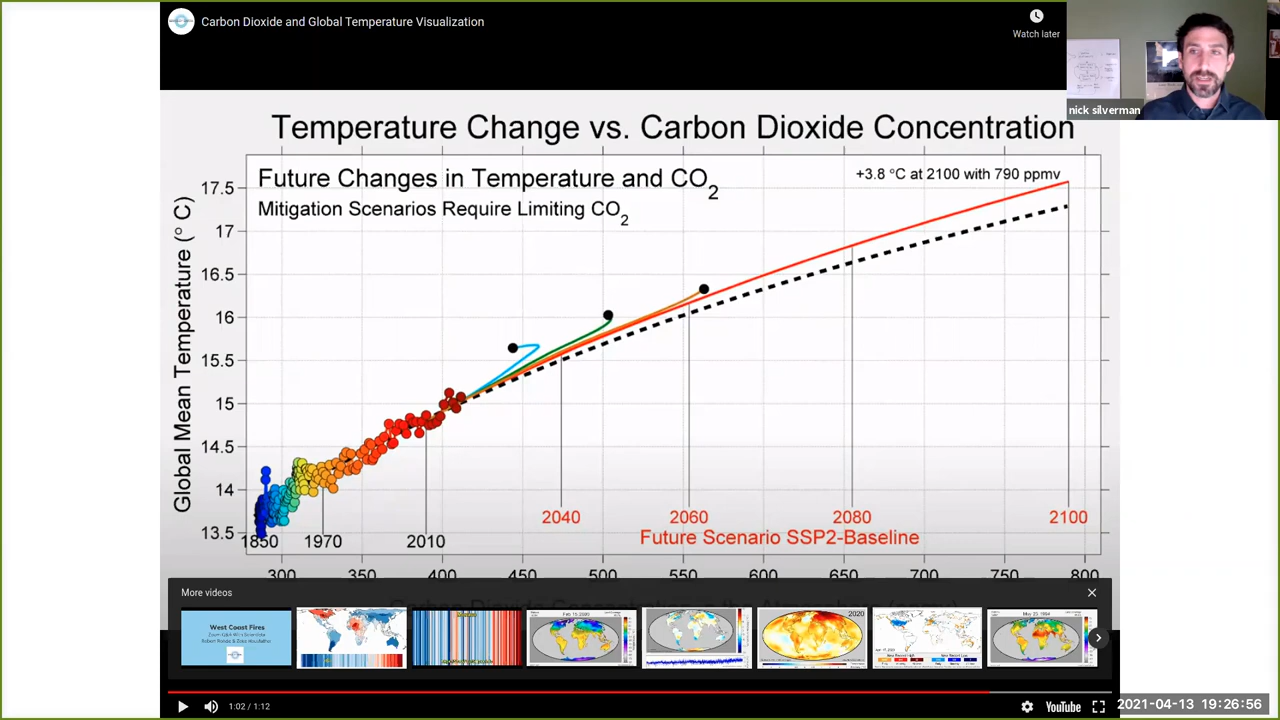 Carbon Dioxide and Global Temperature Visualization
Watch later
nick silverman
Temperature Change vs. Carbon Dioxide Concentration
Future Changes in Temperature and CO2
Mitigation Scenarios Require Limiting CO2
+3.8 °C at 2100 with 790 ppmv
Global Mean Temperature (° C)
17.5
17
16.5
16
15.5
15
14.5
14
13.5
1850
1970
2010
2040
2060
2080
2100
Future Scenario SSP2-Baseline
300
350
400
450
500
550
600
650
700
750
800
More videos
West Coast Fires
Zoom Q&A With Scientists
2020
1:02 / 1:12
YouTube
2021-04-13 19:26:56